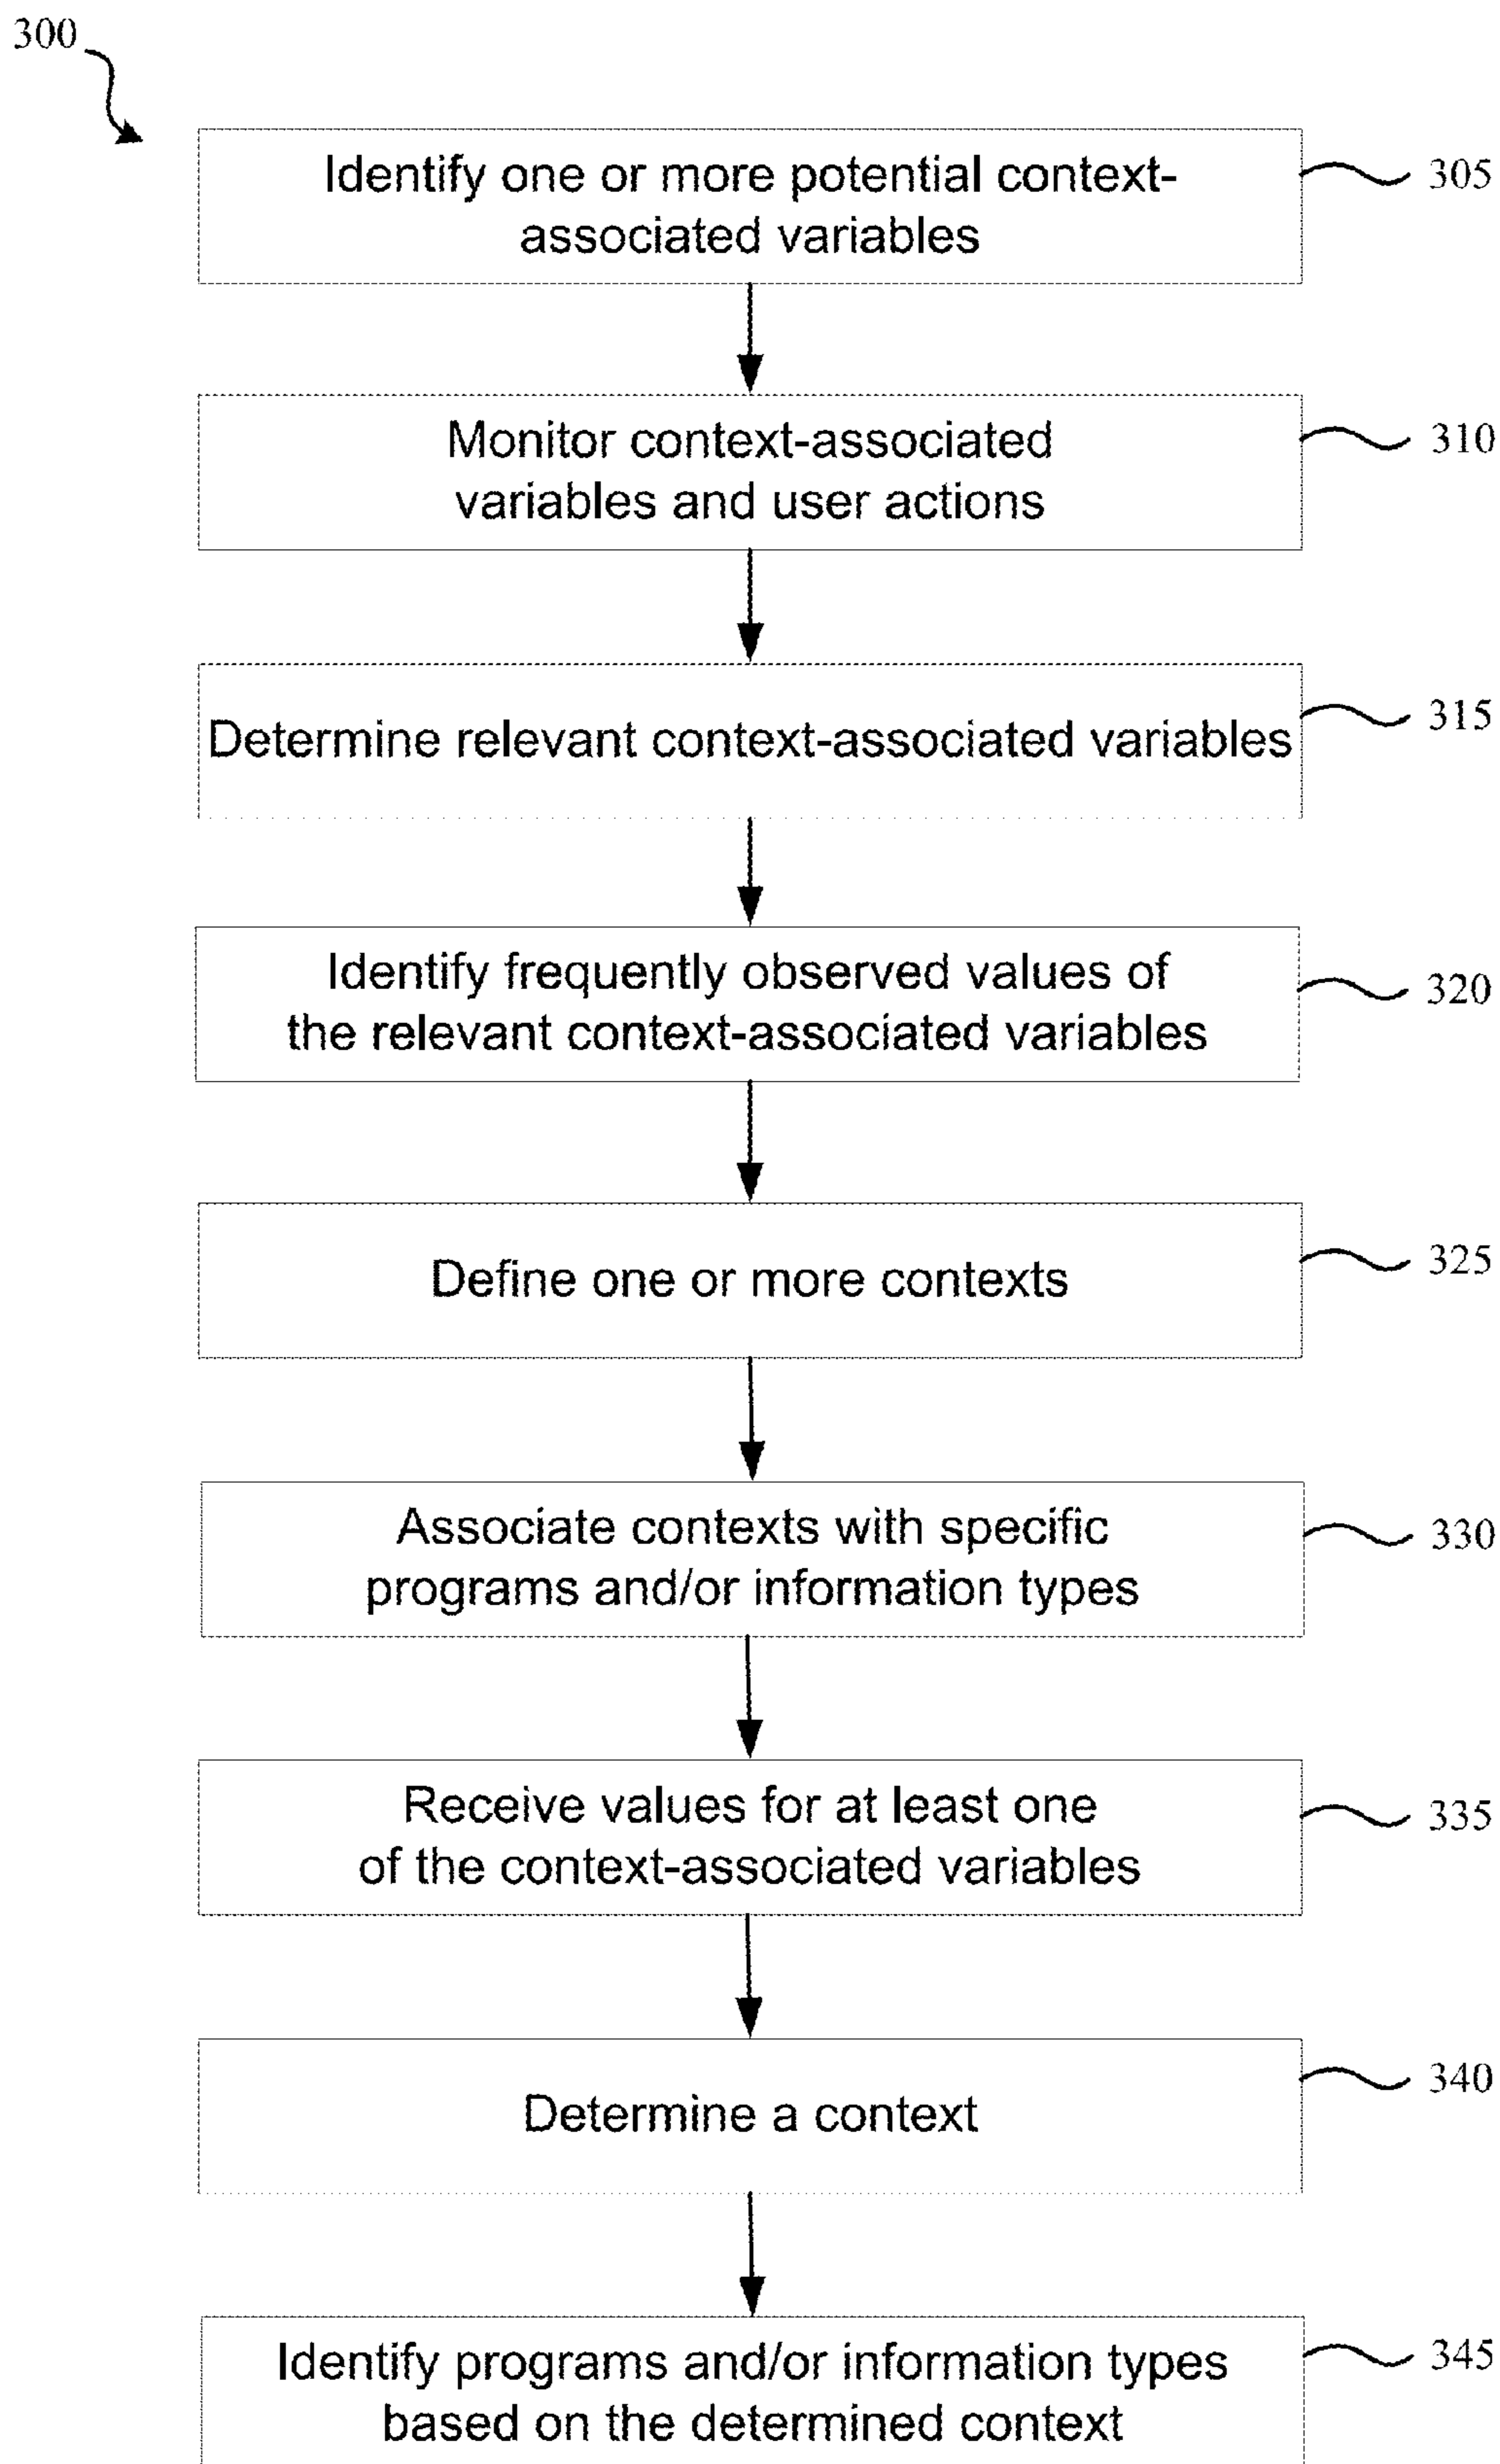 300
Identify one or more potential context-
associated variables
305
Monitor context-associated
variables and user actions
310
Determine relevant context-associated variables
315
Identify frequently observed values of
the relevant context-associated variables
320
Define one or more contexts
325
Associate contexts with specific
programs and/or information types
330
Receive values for at least one
of the context-associated variables
335
Determine a context
340
Identify programs and/or information types
based on the determined context
345